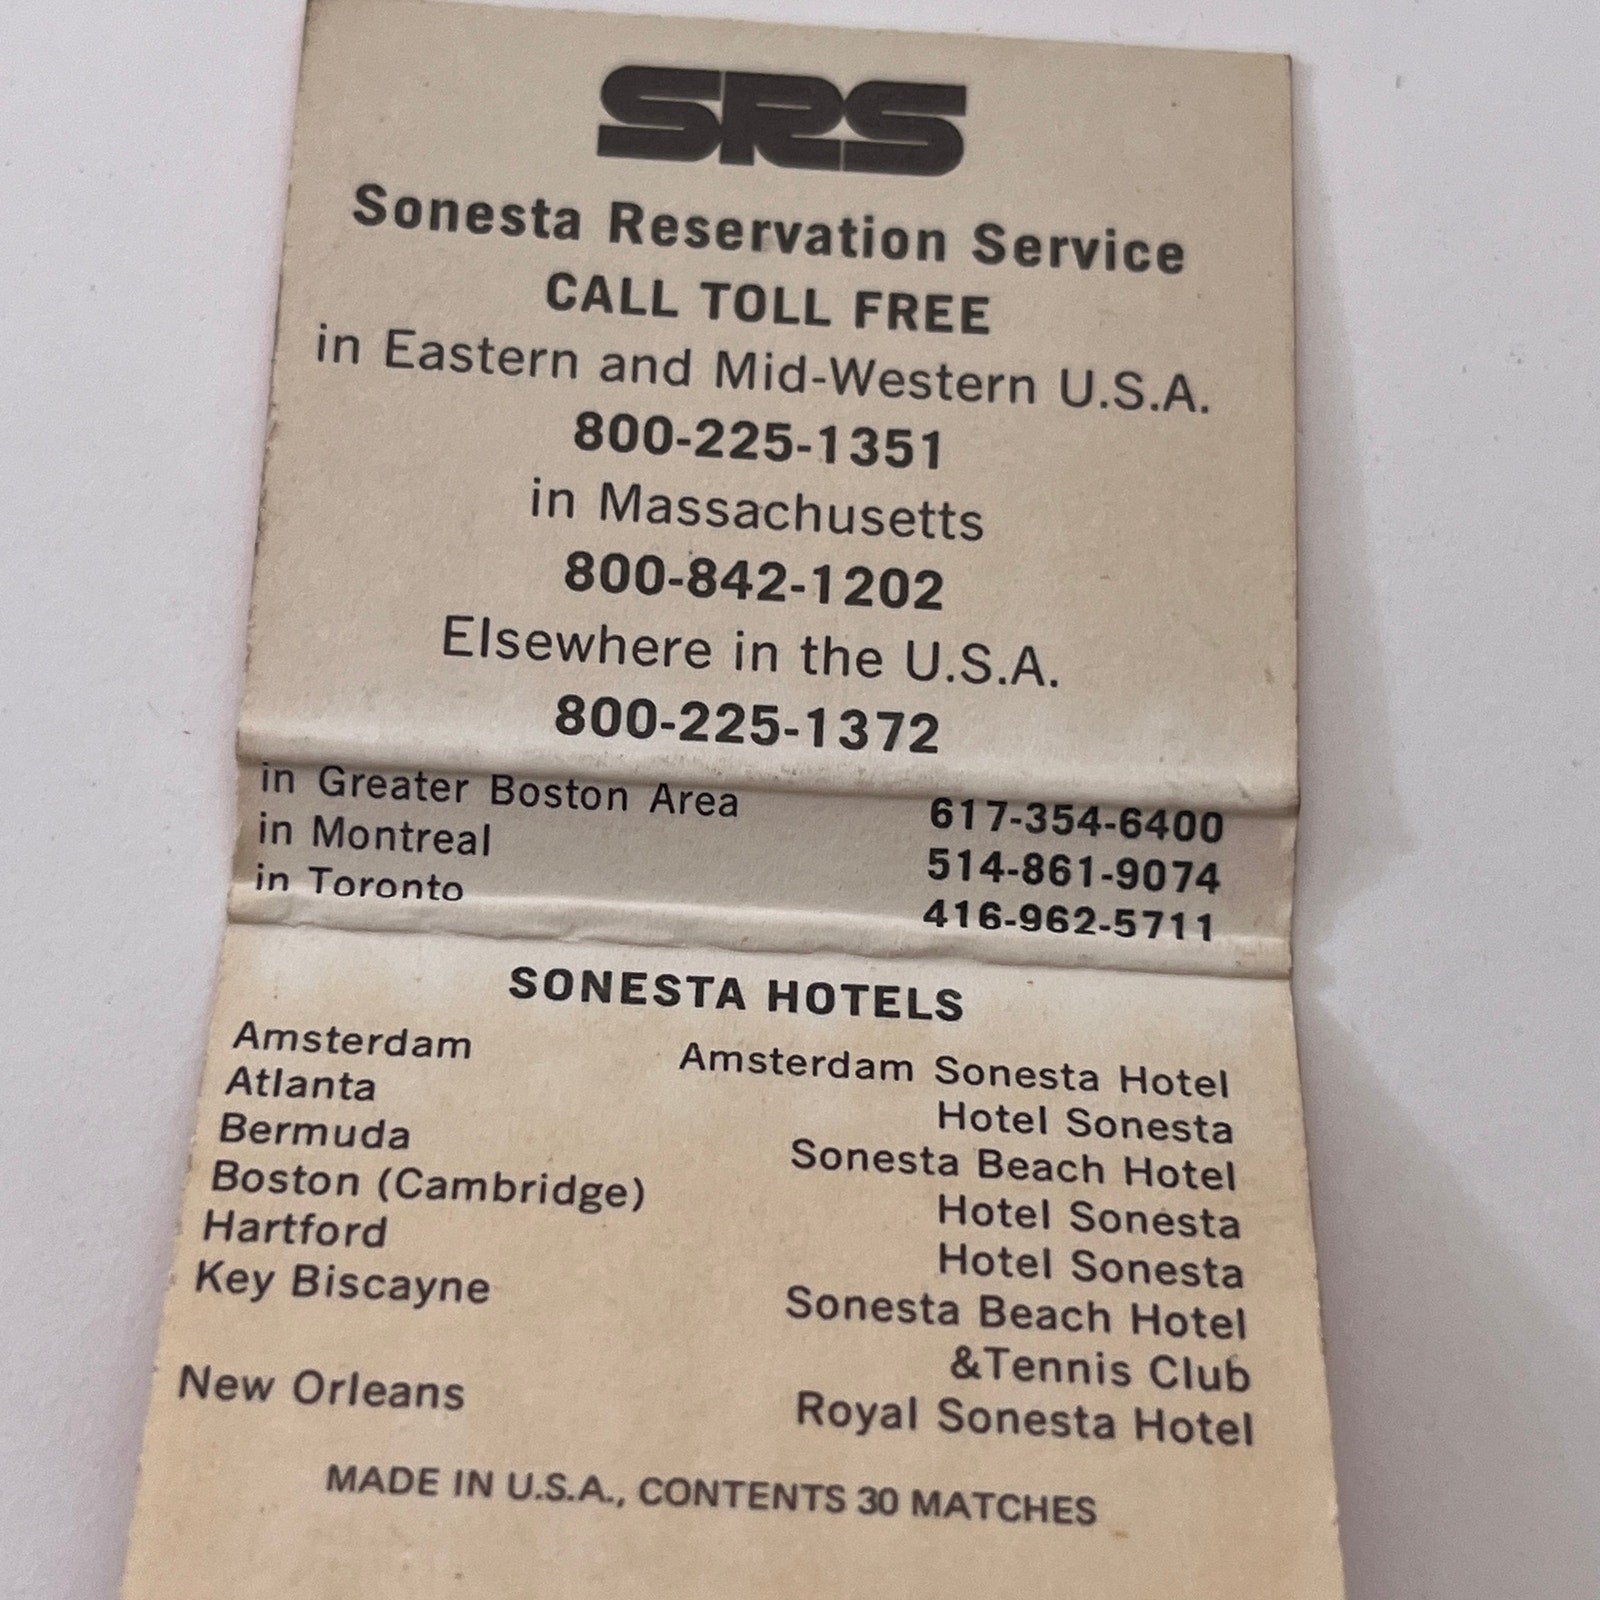 SRS
Sonesta Reservation Service
CALL TOLL FREE
in Eastern and Mid-Western U.S.A.
800-225-1351
in Massachusetts
800-842-1202
Elsewhere in the U.S.A.
800-225-1372
in Greater Boston Area 617-354-6400
in Montreal 514-861-9074
in Toronto 416-962-5711
SONESTA HOTELS
Amsterdam Amsterdam Sonesta Hotel
Atlanta Hotel Sonesta
Bermuda Sonesta Beach Hotel
Boston (Cambridge) Hotel Sonesta
Hartford Hotel Sonesta
Key Biscayne Sonesta Beach Hotel
&Tennis Club
New Orleans Royal Sonesta Hotel
MADE IN U.S.A., CONTENTS 30 MATCHES